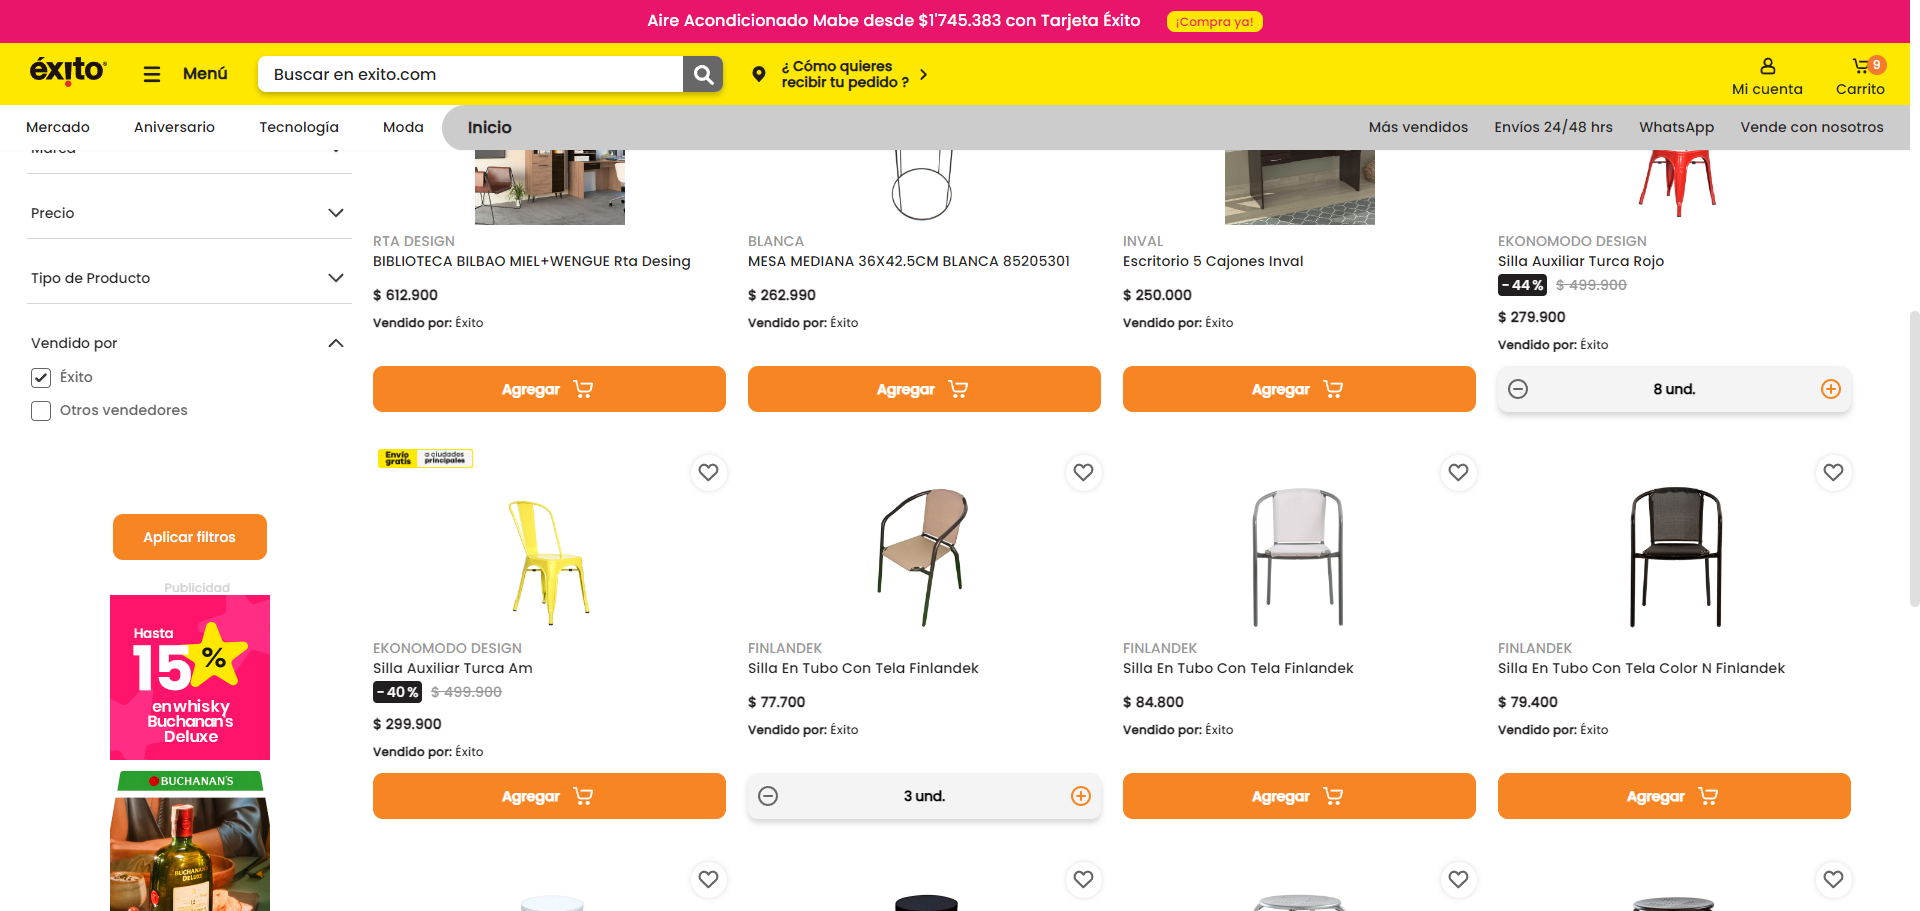 Aire Acondicionado Mabe desde $1'745.383 con Tarjeta Éxito
¡Compra ya!
éxito
Menú
Buscar en exito.com
¿ Cómo quieres
recibir tu pedido ?
Mi cuenta
9
Carrito
Mercado
Aniversario
Tecnología
Moda
Inicio
Más vendidos
Envíos 24/48 hrs
WhatsApp
Vende con nosotros
Marca
Precio
Tipo de Producto
Vendido por
Éxito
Otros vendedores
Aplicar filtros
Publicidad
Hasta
15%
en whisky
Buchanan's
Deluxe
BUCHANAN'S
BUCHANAN'S
DELUXE
12
RTA DESIGN
BIBLIOTECA BILBAO MIEL+WENGUE Rta Desing
$ 612.900
Vendido por: Éxito
Agregar
BLANCA
MESA MEDIANA 36X42.5CM BLANCA 85205301
$ 262.990
Vendido por: Éxito
Agregar
INVAL
Escritorio 5 Cajones Inval
$ 250.000
Vendido por: Éxito
Agregar
EKONOMODO DESIGN
Silla Auxiliar Turca Rojo
- 44 % $ 499.900
$ 279.900
Vendido por: Éxito
8 und.
Envío
gratis
a ciudades
principales
EKONOMODO DESIGN
Silla Auxiliar Turca Am
- 40 % $ 499.900
$ 299.900
Vendido por: Éxito
Agregar
FINLANDEK
Silla En Tubo Con Tela Finlandek
$ 77.700
Vendido por: Éxito
3 und.
FINLANDEK
Silla En Tubo Con Tela Finlandek
$ 84.800
Vendido por: Éxito
Agregar
FINLANDEK
Silla En Tubo Con Tela Color N Finlandek
$ 79.400
Vendido por: Éxito
Agregar